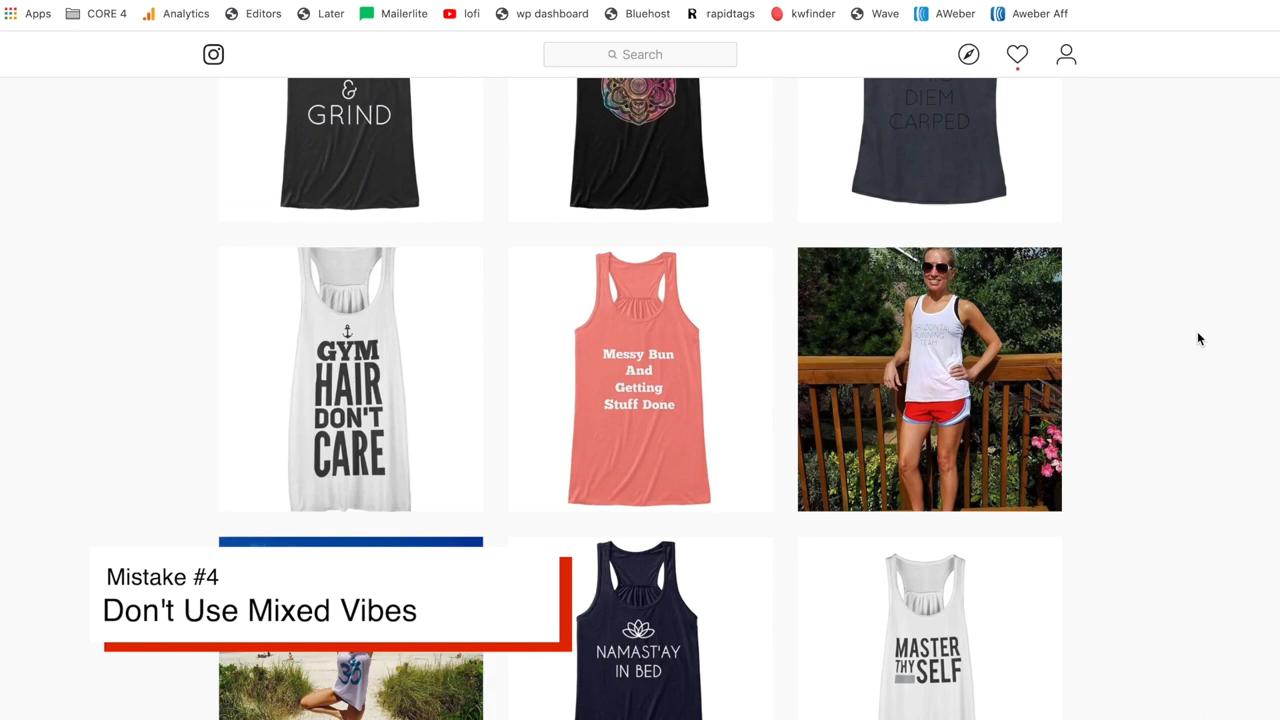 Apps CORE 4 Analytics Editors Later Mailerlite lofi wp dashboard Bluehost rapidtags kwfinder Wave AWeber Aweber Aff
Search
&
GRIND
DIEM
CARPED
GYM
HAIR
DON'T
CARE
Messy Bun
And
Getting
Stuff Done
RUNNING
TEAM
Mistake #4
Don't Use Mixed Vibes
NAMAST'AY
IN BED
MASTER
THY SELF